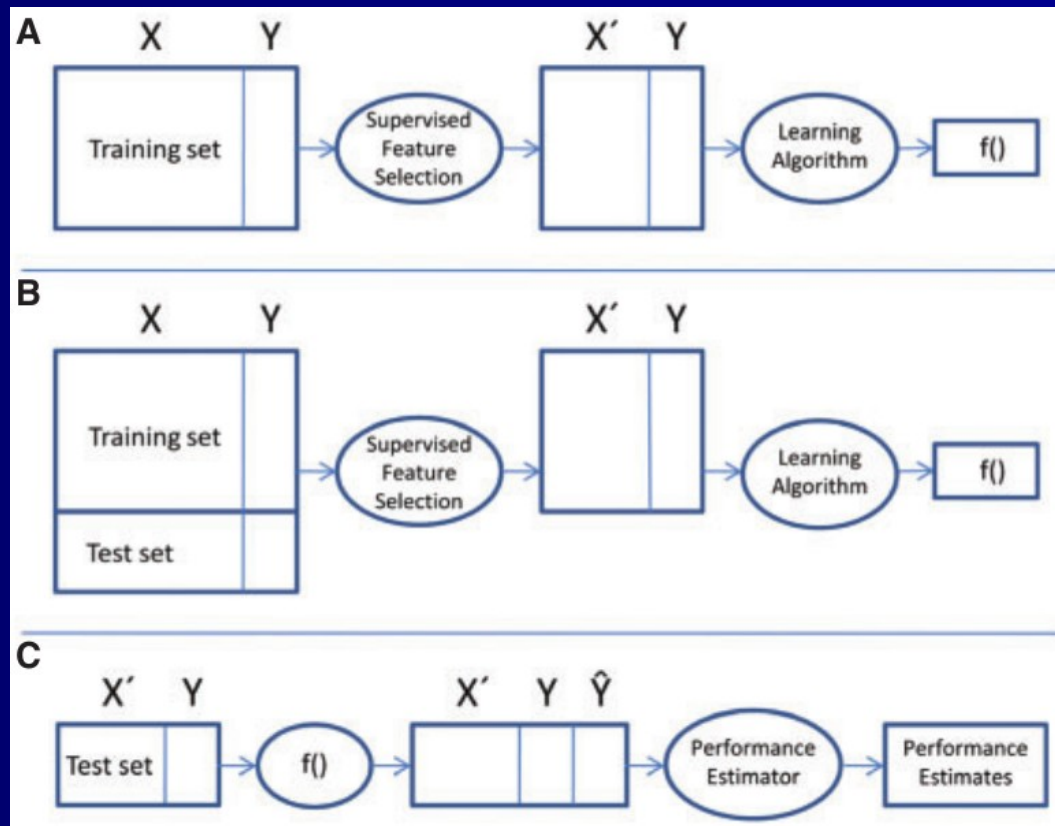 A
X Y X´ Y
Training set
Supervised
Feature
Selection
Learning
Algorithm
f()
B
X Y X´ Y
Training set
Test set
Supervised
Feature
Selection
Learning
Algorithm
f()
C
X´ Y X´ Y Ŷ
Test set
f()
Performance
Estimator
Performance
Estimates